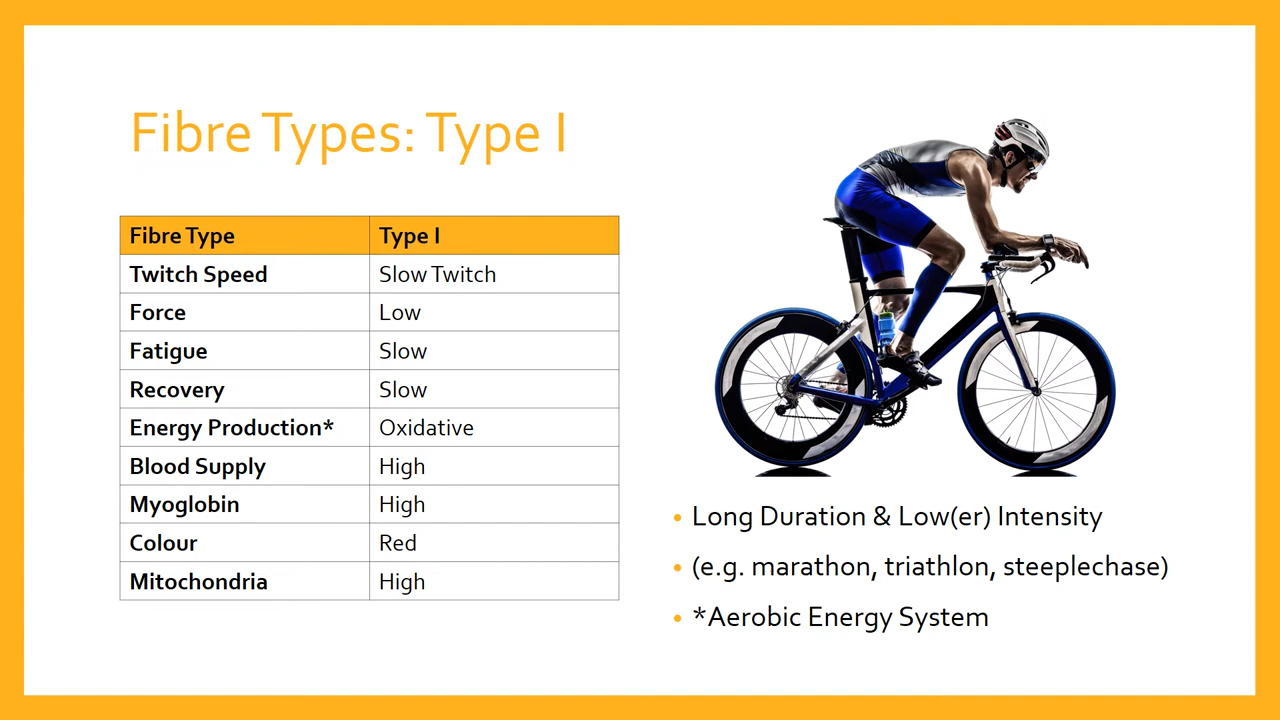 Fibre Types: Type I
Fibre Type Type I
Twitch Speed Slow Twitch
Force Low
Fatigue Slow
Recovery Slow
Energy Production* Oxidative
Blood Supply High
Myoglobin High
Colour Red
Mitochondria High
• Long Duration & Low(er) Intensity
• (e.g. marathon, triathlon, steeplechase)
• *Aerobic Energy System